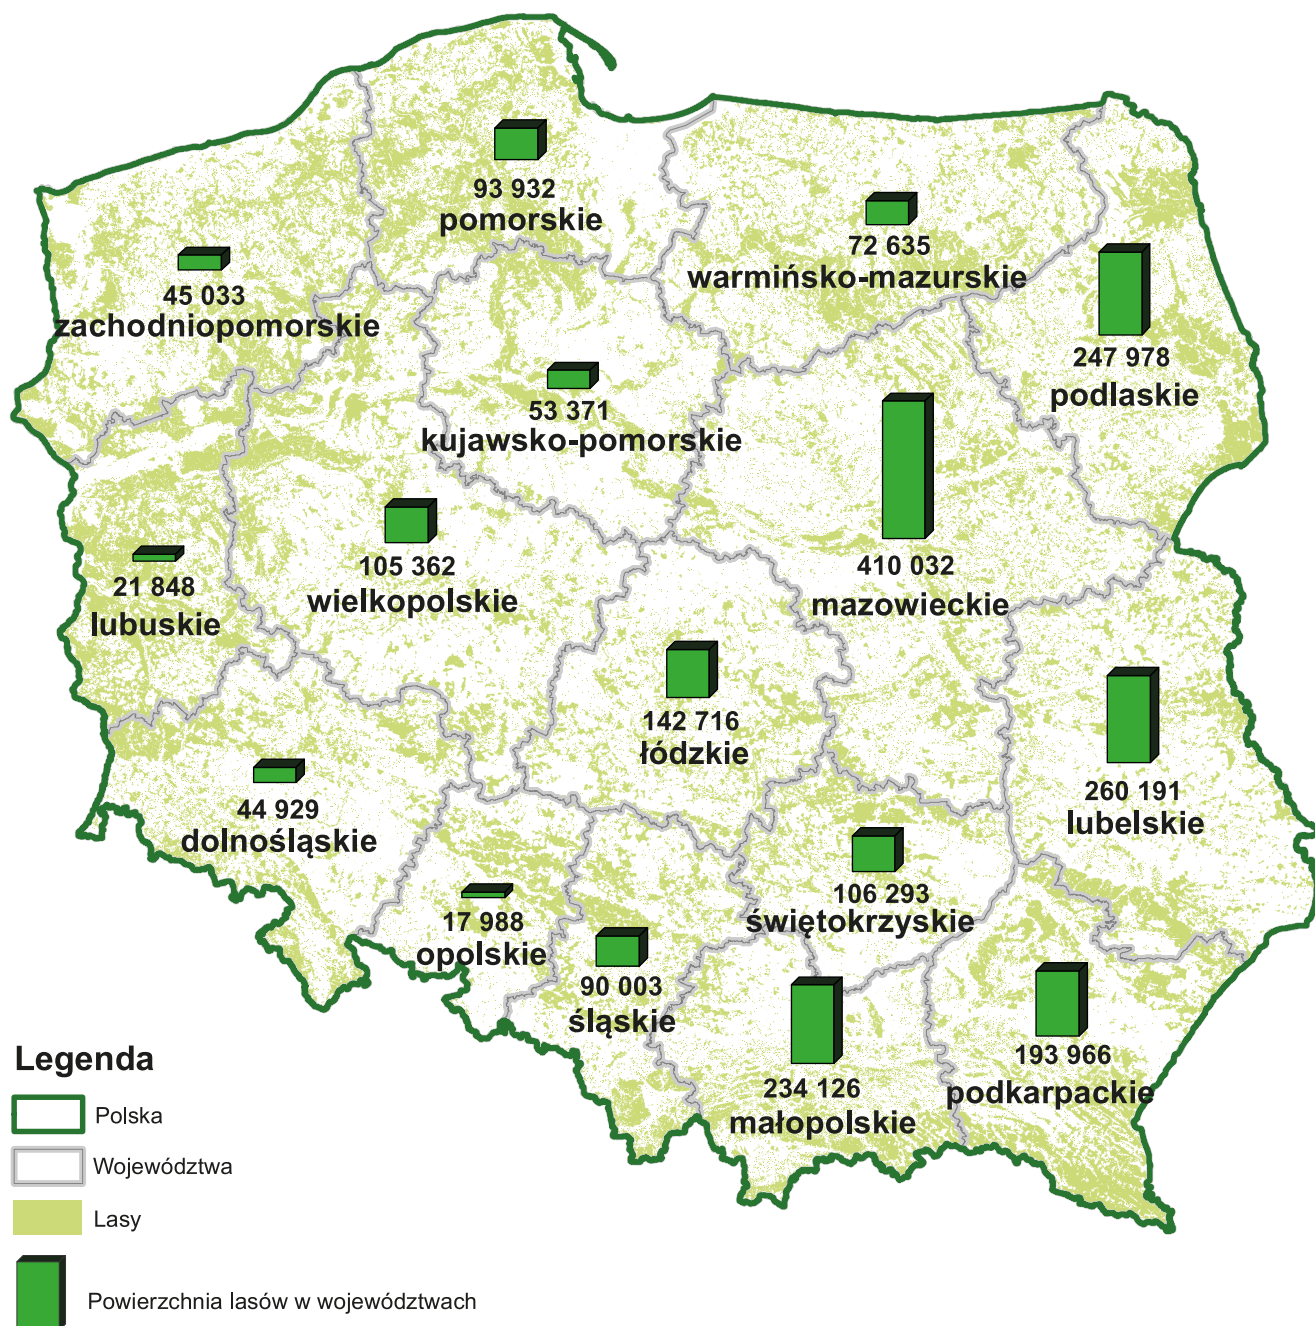 93 932
pomorskie
72 635
warmińsko-mazurskie
45 033
zachodniopomorskie
247 978
podlaskie
53 371
kujawsko-pomorskie
410 032
mazowieckie
105 362
wielkopolskie
21 848
lubuskie
142 716
łódzkie
260 191
lubelskie
44 929
dolnośląskie
106 293
świętokrzyskie
17 988
opolskie
90 003
śląskie
193 966
podkarpackie
234 126
małopolskie
Legenda
Polska
Województwa
Lasy
Powierzchnia lasów w województwach